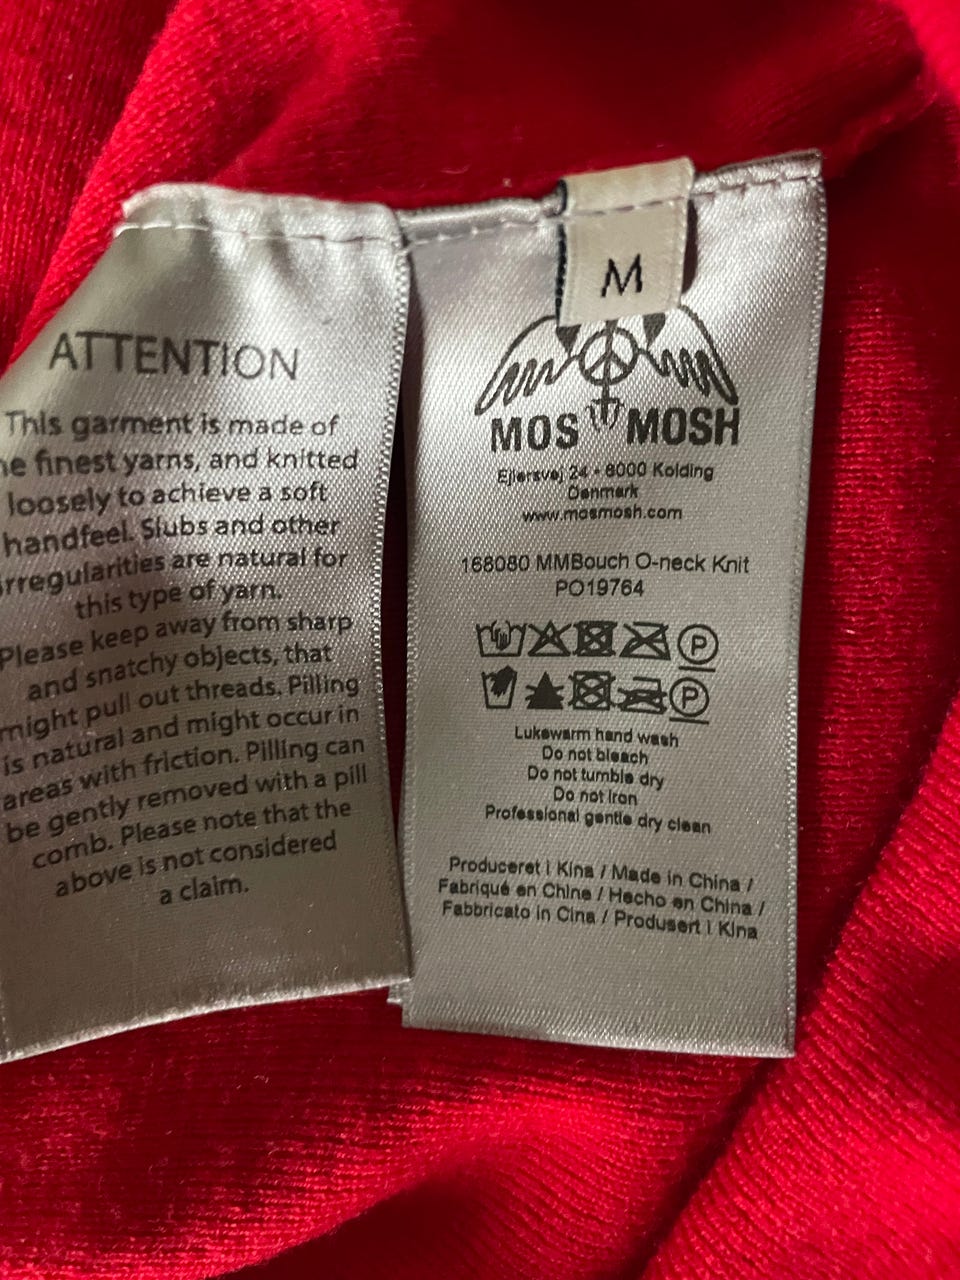 ATTENTION
This garment is made of
he finest yarns, and knitted
loosely to achieve a soft
handfeel. Slubs and other
irregularities are natural for
this type of yarn.
Please keep away from sharp
and snatchy objects, that
might pull out threads. Pilling
is natural and might occur in
areas with friction. Pilling can
be gently removed with a pill
comb. Please note that the
above is not considered
a claim.
M
MOS MOSH
Ejlersvej 24 • 6000 Kolding
Denmark
www.mosmosh.com
168080 MMBouch O-neck Knit
PO19764
P
P
Lukewarm hand wash
Do not bleach
Do not tumble dry
Do not iron
Professional gentle dry clean
Produceret i Kina / Made in China /
Fabriqué en Chine / Hecho en China /
Fabbricato in Cina / Produsert i Kina